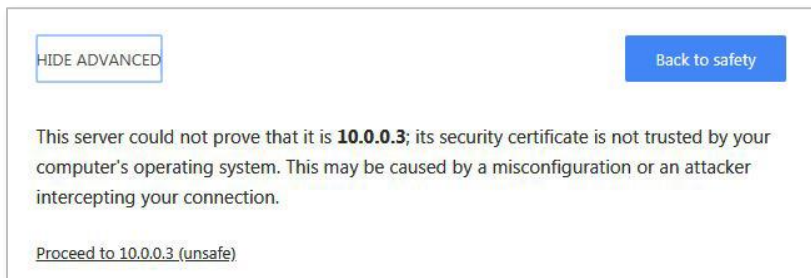 HIDE ADVANCED
Back to safety
This server could not prove that it is 10.0.0.3; its security certificate is not trusted by your
computer's operating system. This may be caused by a misconfiguration or an attacker
intercepting your connection.
Proceed to 10.0.0.3 (unsafe)